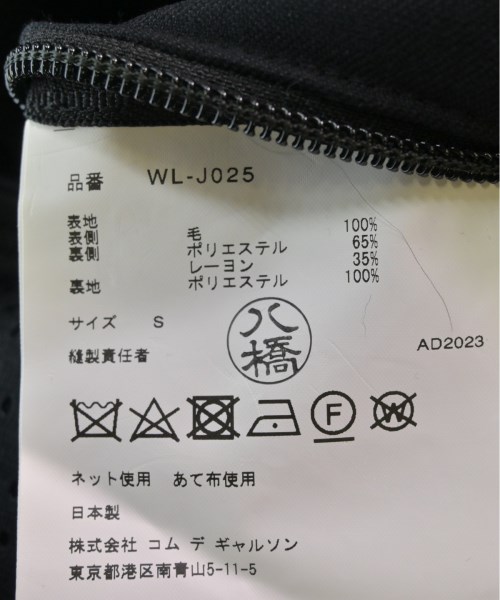 品番 WL-J025
表地
表側 毛 100%
裏側 ポリエステル 65%
レーヨン 35%
裏地 ポリエステル 100%
サイズ S
縫製責任者 八橋
AD2023
F W
ネット使用 あて布使用
日本製
株式会社 コム デ ギャルソン
東京都港区南青山5-11-5